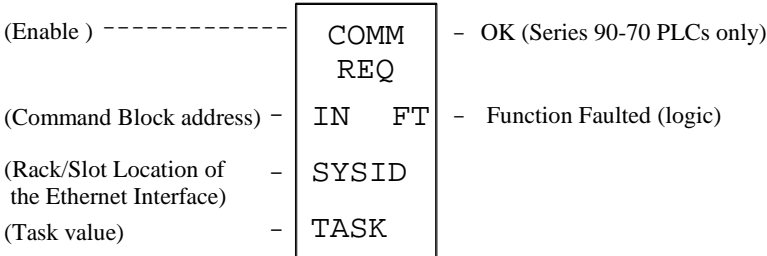 (Enable ) COMM OK (Series 90-70 PLCs only)
REQ
(Command Block address) IN FT Function Faulted (logic)
(Rack/Slot Location of SYSID
the Ethernet Interface)
(Task value) TASK